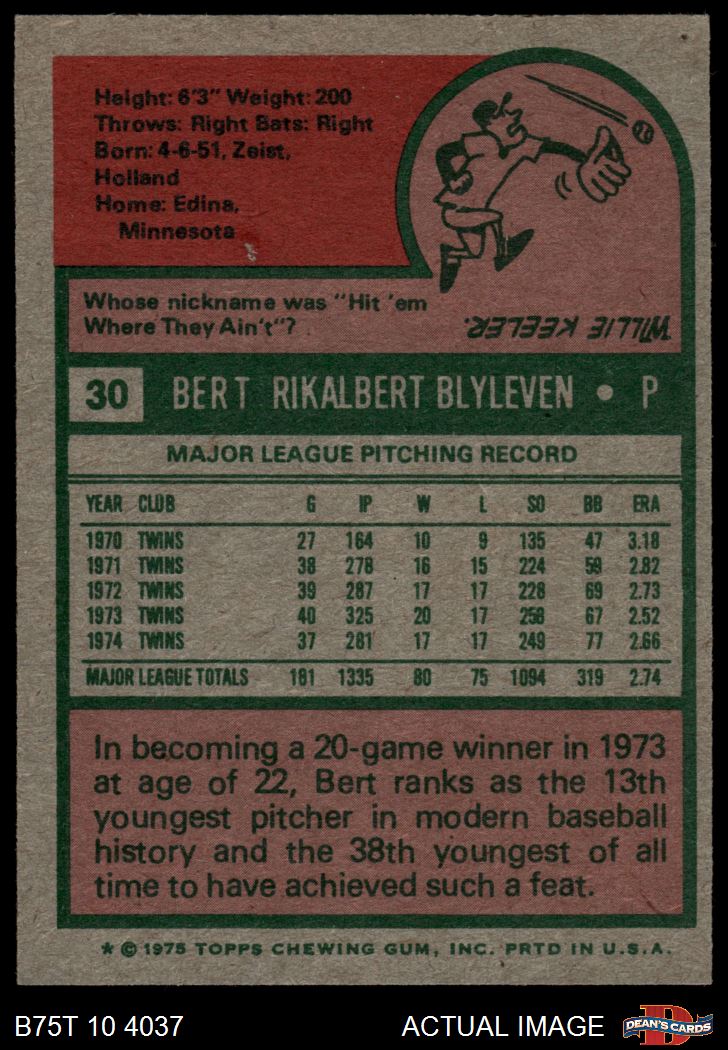 Height: 6'3" Weight: 200
Throws: Right Bats: Right
Born: 4-6-51, Zeist,
Holland
Home: Edina,
Minnesota
Whose nickname was "Hit 'em
Where They Ain't"?
WILLIE KEELER.
30 BERT RIKALBERT BLYLEVEN • P
MAJOR LEAGUE PITCHING RECORD
YEAR CLUB G IP W L SO BB ERA
1970 TWINS 27 164 10 9 135 47 3.18
1971 TWINS 38 278 16 15 224 59 2.82
1972 TWINS 39 287 17 17 228 69 2.73
1973 TWINS 40 325 20 17 258 67 2.52
1974 TWINS 37 281 17 17 249 77 2.66
MAJOR LEAGUE TOTALS 181 1335 80 75 1094 319 2.74
In becoming a 20-game winner in 1973
at age of 22, Bert ranks as the 13th
youngest pitcher in modern baseball
history and the 38th youngest of all
time to have achieved such a feat.
* © 1975 TOPPS CHEWING GUM, INC. PRTD IN U.S.A.
B75T 10 4037 ACTUAL IMAGE D DEAN'S CARDS